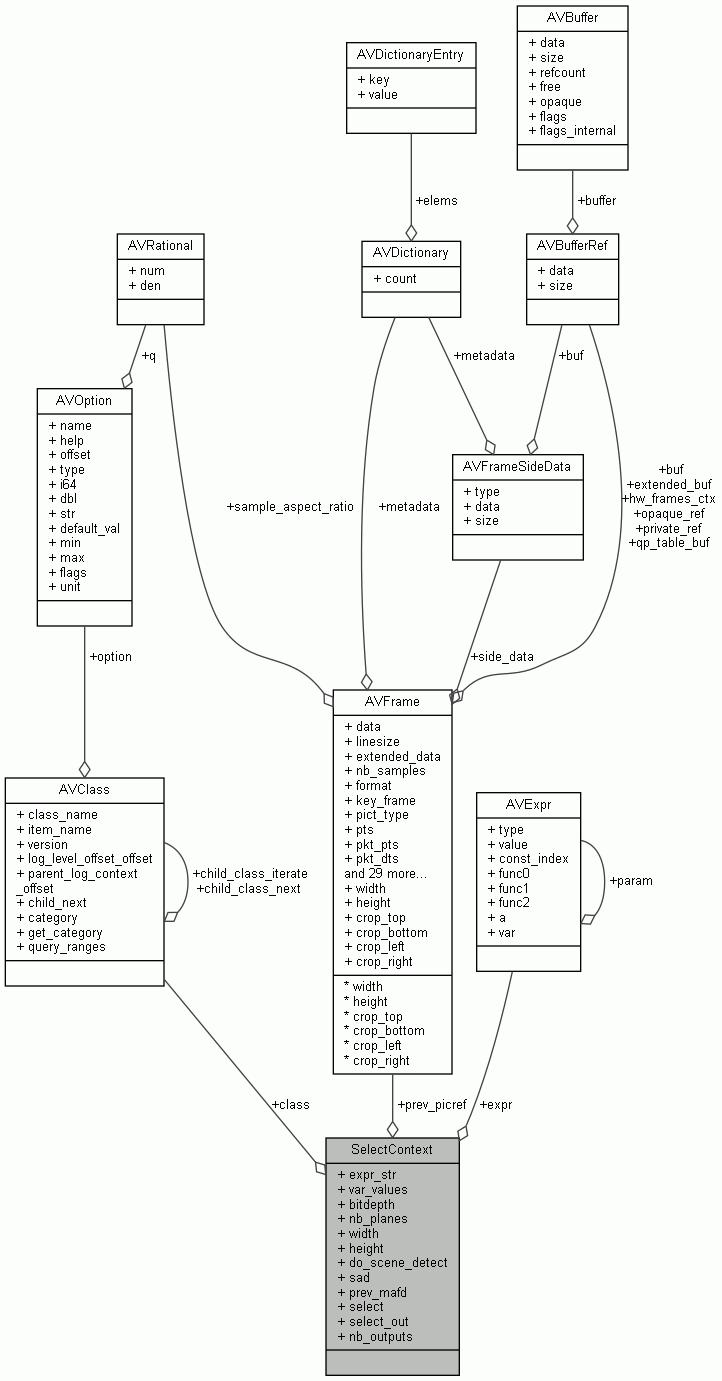 AVBuffer
+ data
+ size
+ refcount
+ free
+ opaque
+ flags
+ flags_internal
AVDictionaryEntry
+ key
+ value
+elems
+buffer
AVRational
+ num
+ den
AVDictionary
+ count
AVBufferRef
+ data
+ size
+q
+metadata
+buf
AVOption
+ name
+ help
+ offset
+ type
+ i64
+ dbl
+ str
+ default_val
+ min
+ max
+ flags
+ unit
AVFrameSideData
+ type
+ data
+ size
+sample_aspect_ratio
+metadata
+buf
+extended_buf
+hw_frames_ctx
+opaque_ref
+private_ref
+qp_table_buf
+option
+side_data
AVFrame
+ data
+ linesize
+ extended_data
+ nb_samples
+ format
+ key_frame
+ pict_type
+ pts
+ pkt_pts
+ pkt_dts
and 29 more...
+ width
+ height
+ crop_top
+ crop_bottom
+ crop_left
+ crop_right
* width
* height
* crop_top
* crop_bottom
* crop_left
* crop_right
AVClass
+ class_name
+ item_name
+ version
+ log_level_offset_offset
+ parent_log_context
_offset
+ child_next
+ category
+ get_category
+ query_ranges
+child_class_iterate
+child_class_next
AVExpr
+ type
+ value
+ const_index
+ func0
+ func1
+ func2
+ a
+ var
+param
+class
+prev_picref
+expr
SelectContext
+ expr_str
+ var_values
+ bitdepth
+ nb_planes
+ width
+ height
+ do_scene_detect
+ sad
+ prev_mafd
+ select
+ select_out
+ nb_outputs